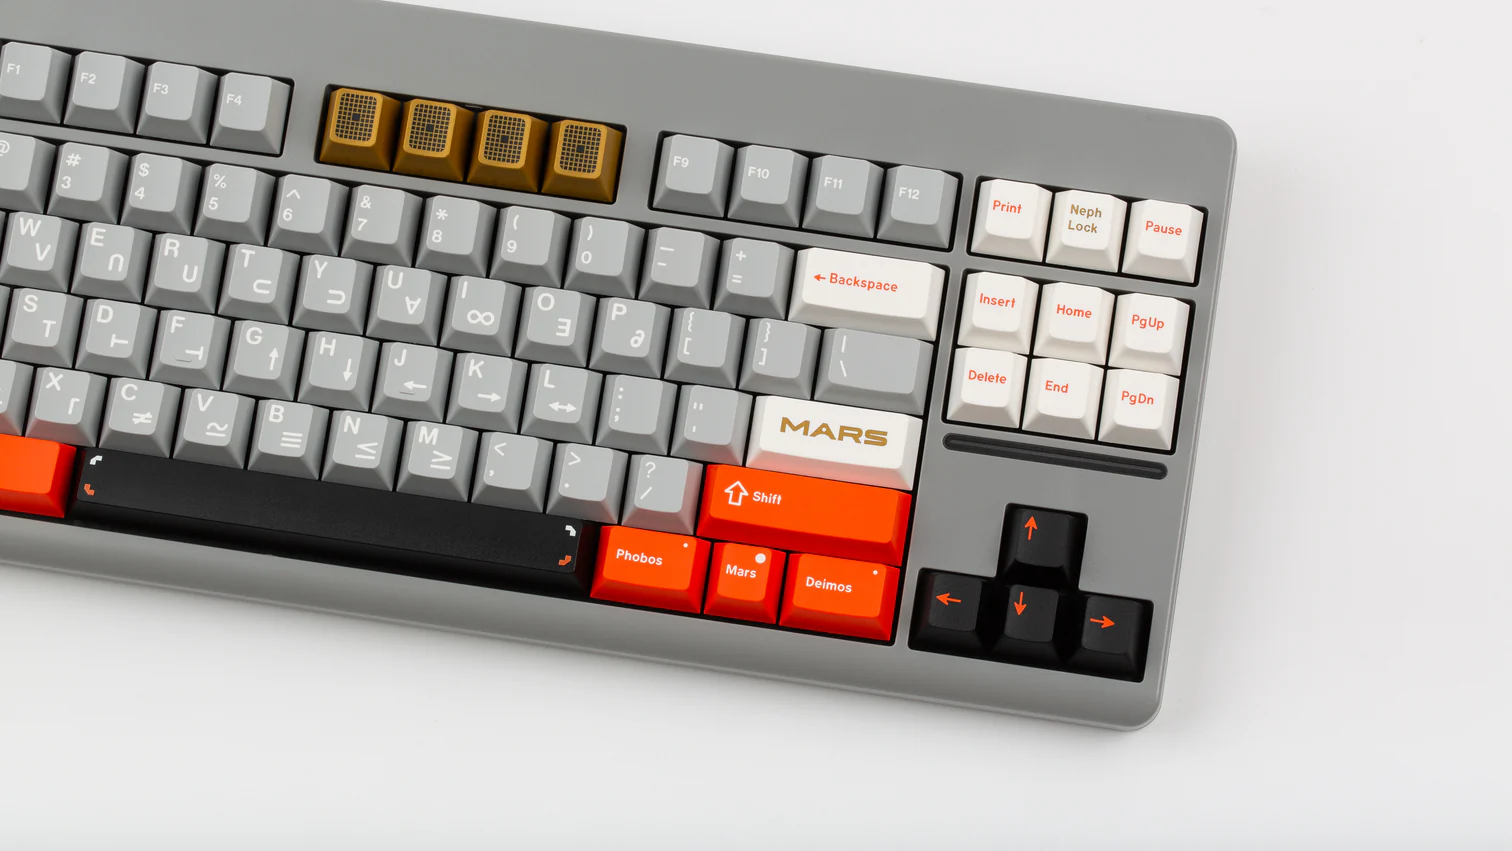 F1 F2 F3 F4 F9 F10 F11 F12 Print Neph Lock Pause
@ # 3 $ 4 % 5 ^ 6 & 7 * 8 ( 9 ) 0 _ - + = ← Backspace Insert Home PgUp
W ∨ E ∩ R ∪ T ⊂ Y ⊃ U ∀ I ∞ O ∃ P ∂ { [ } ] | \ Delete End PgDn
S ⊤ D ⊢ F ⊣ G ↑ H ↓ J ← K → L ↔ : ; " ' MARS
X ┌ C ≠ V ≃ B ≡ N ≤ M ≥ < , > . ? / ⇧ Shift ↑
Phobos Mars Deimos ← ↓ →